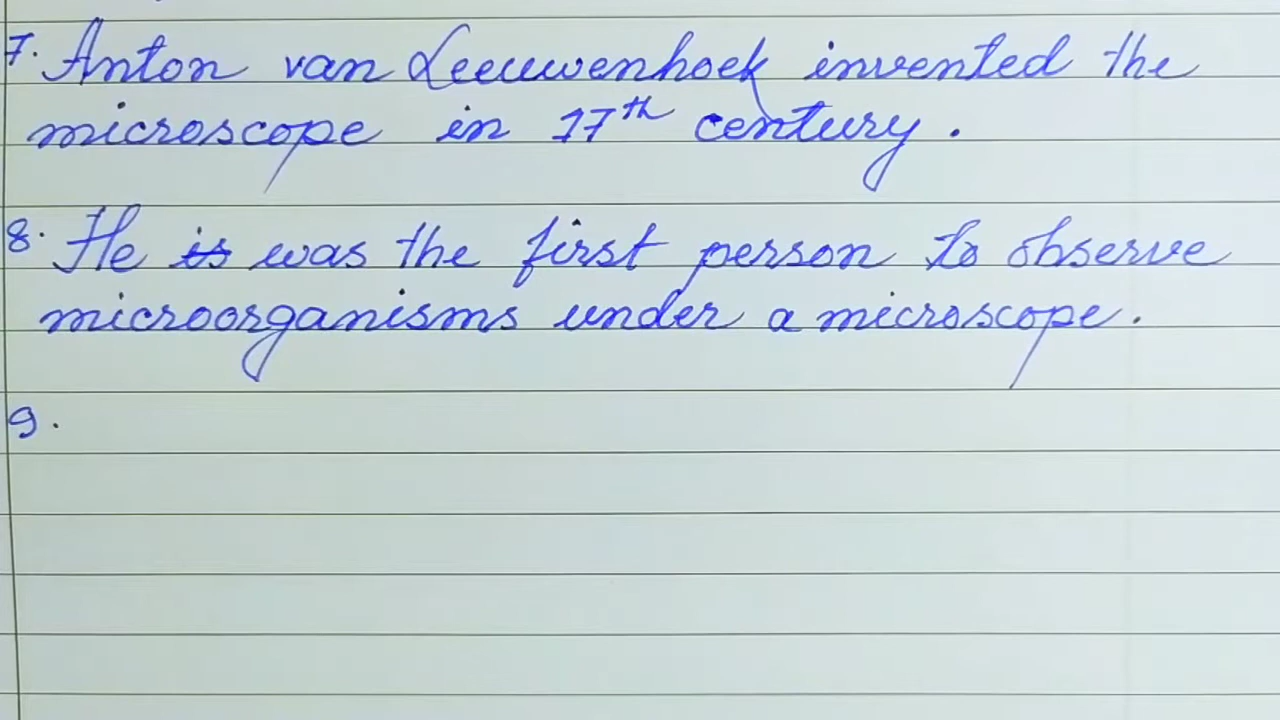 7. Anton van Leeuwenhoek invented the
microscope in 17th century.
8. He is was the first person to observe
microorganisms under a microscope.
9.